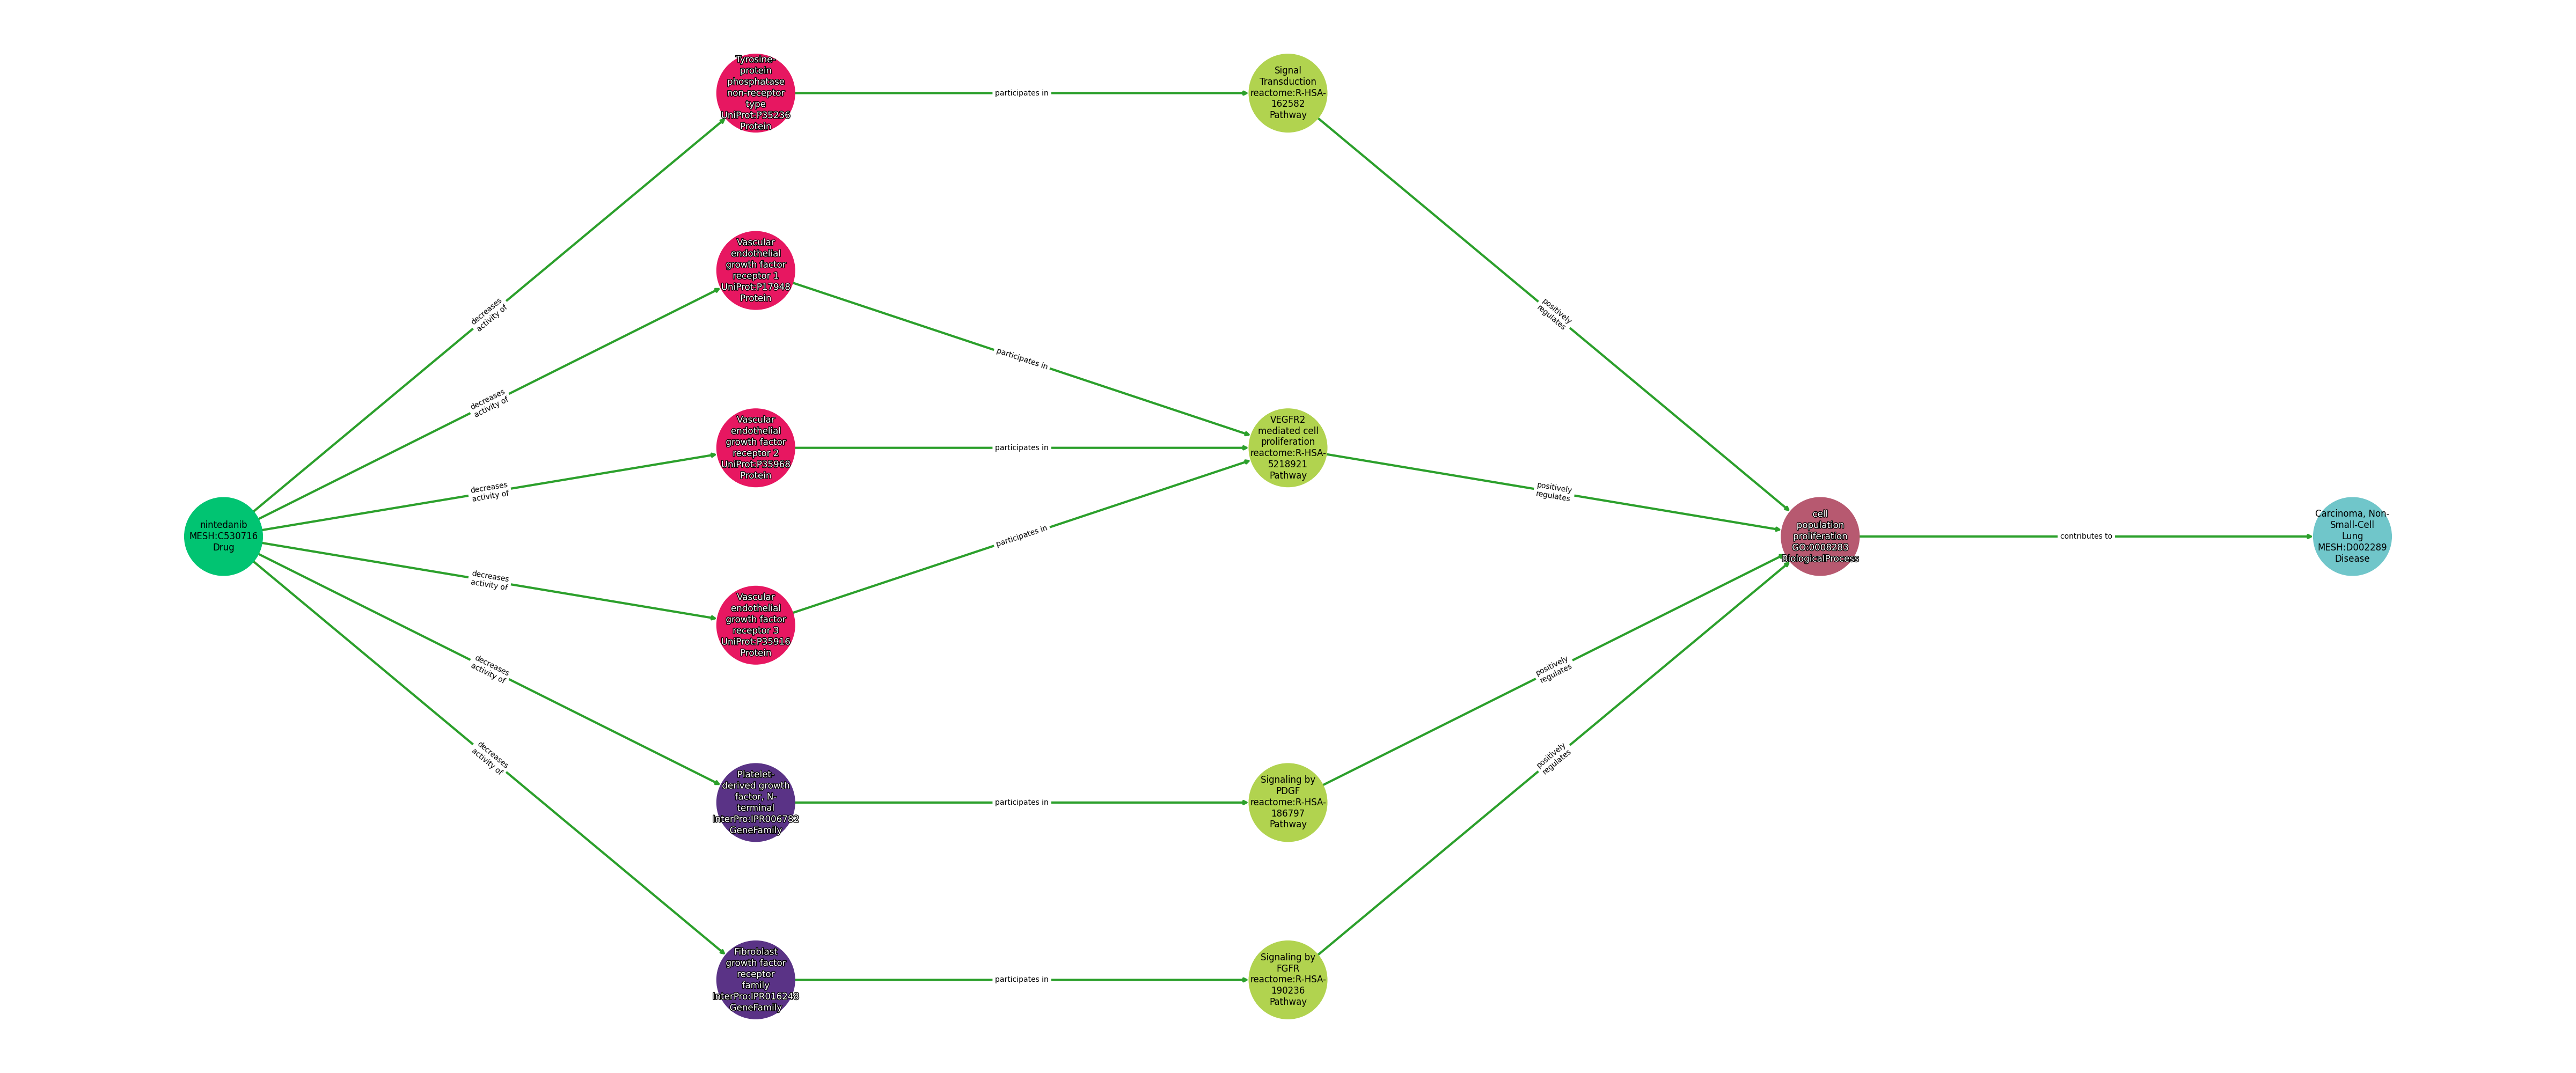 Tyrosine-
protein
phosphatase
non-receptor
type
UniProt:P35236
Protein
participates in
Signal
Transduction
reactome:R-HSA-
162582
Pathway
decreases
activity of
positively
regulates
Vascular
endothelial
growth factor
receptor 1
UniProt:P17948
Protein
participates in
decreases
activity of
Vascular
endothelial
growth factor
receptor 2
UniProt:P35968
Protein
participates in
VEGFR2
mediated cell
proliferation
reactome:R-HSA-
5218921
Pathway
decreases
activity of
positively
regulates
nintedanib
MESH:C530716
Drug
participates in
cell
population
proliferation
GO:0008283
BiologicalProcess
contributes to
Carcinoma, Non-
Small-Cell
Lung
MESH:D002289
Disease
decreases
activity of
Vascular
endothelial
growth factor
receptor 3
UniProt:P35916
Protein
decreases
activity of
positively
regulates
Platelet-
derived growth
factor, N-
terminal
InterPro:IPR006782
GeneFamily
participates in
Signaling by
PDGF
reactome:R-HSA-
186797
Pathway
decreases
activity of
positively
regulates
Fibroblast
growth factor
receptor
family
InterPro:IPR016248
GeneFamily
participates in
Signaling by
FGFR
reactome:R-HSA-
190236
Pathway